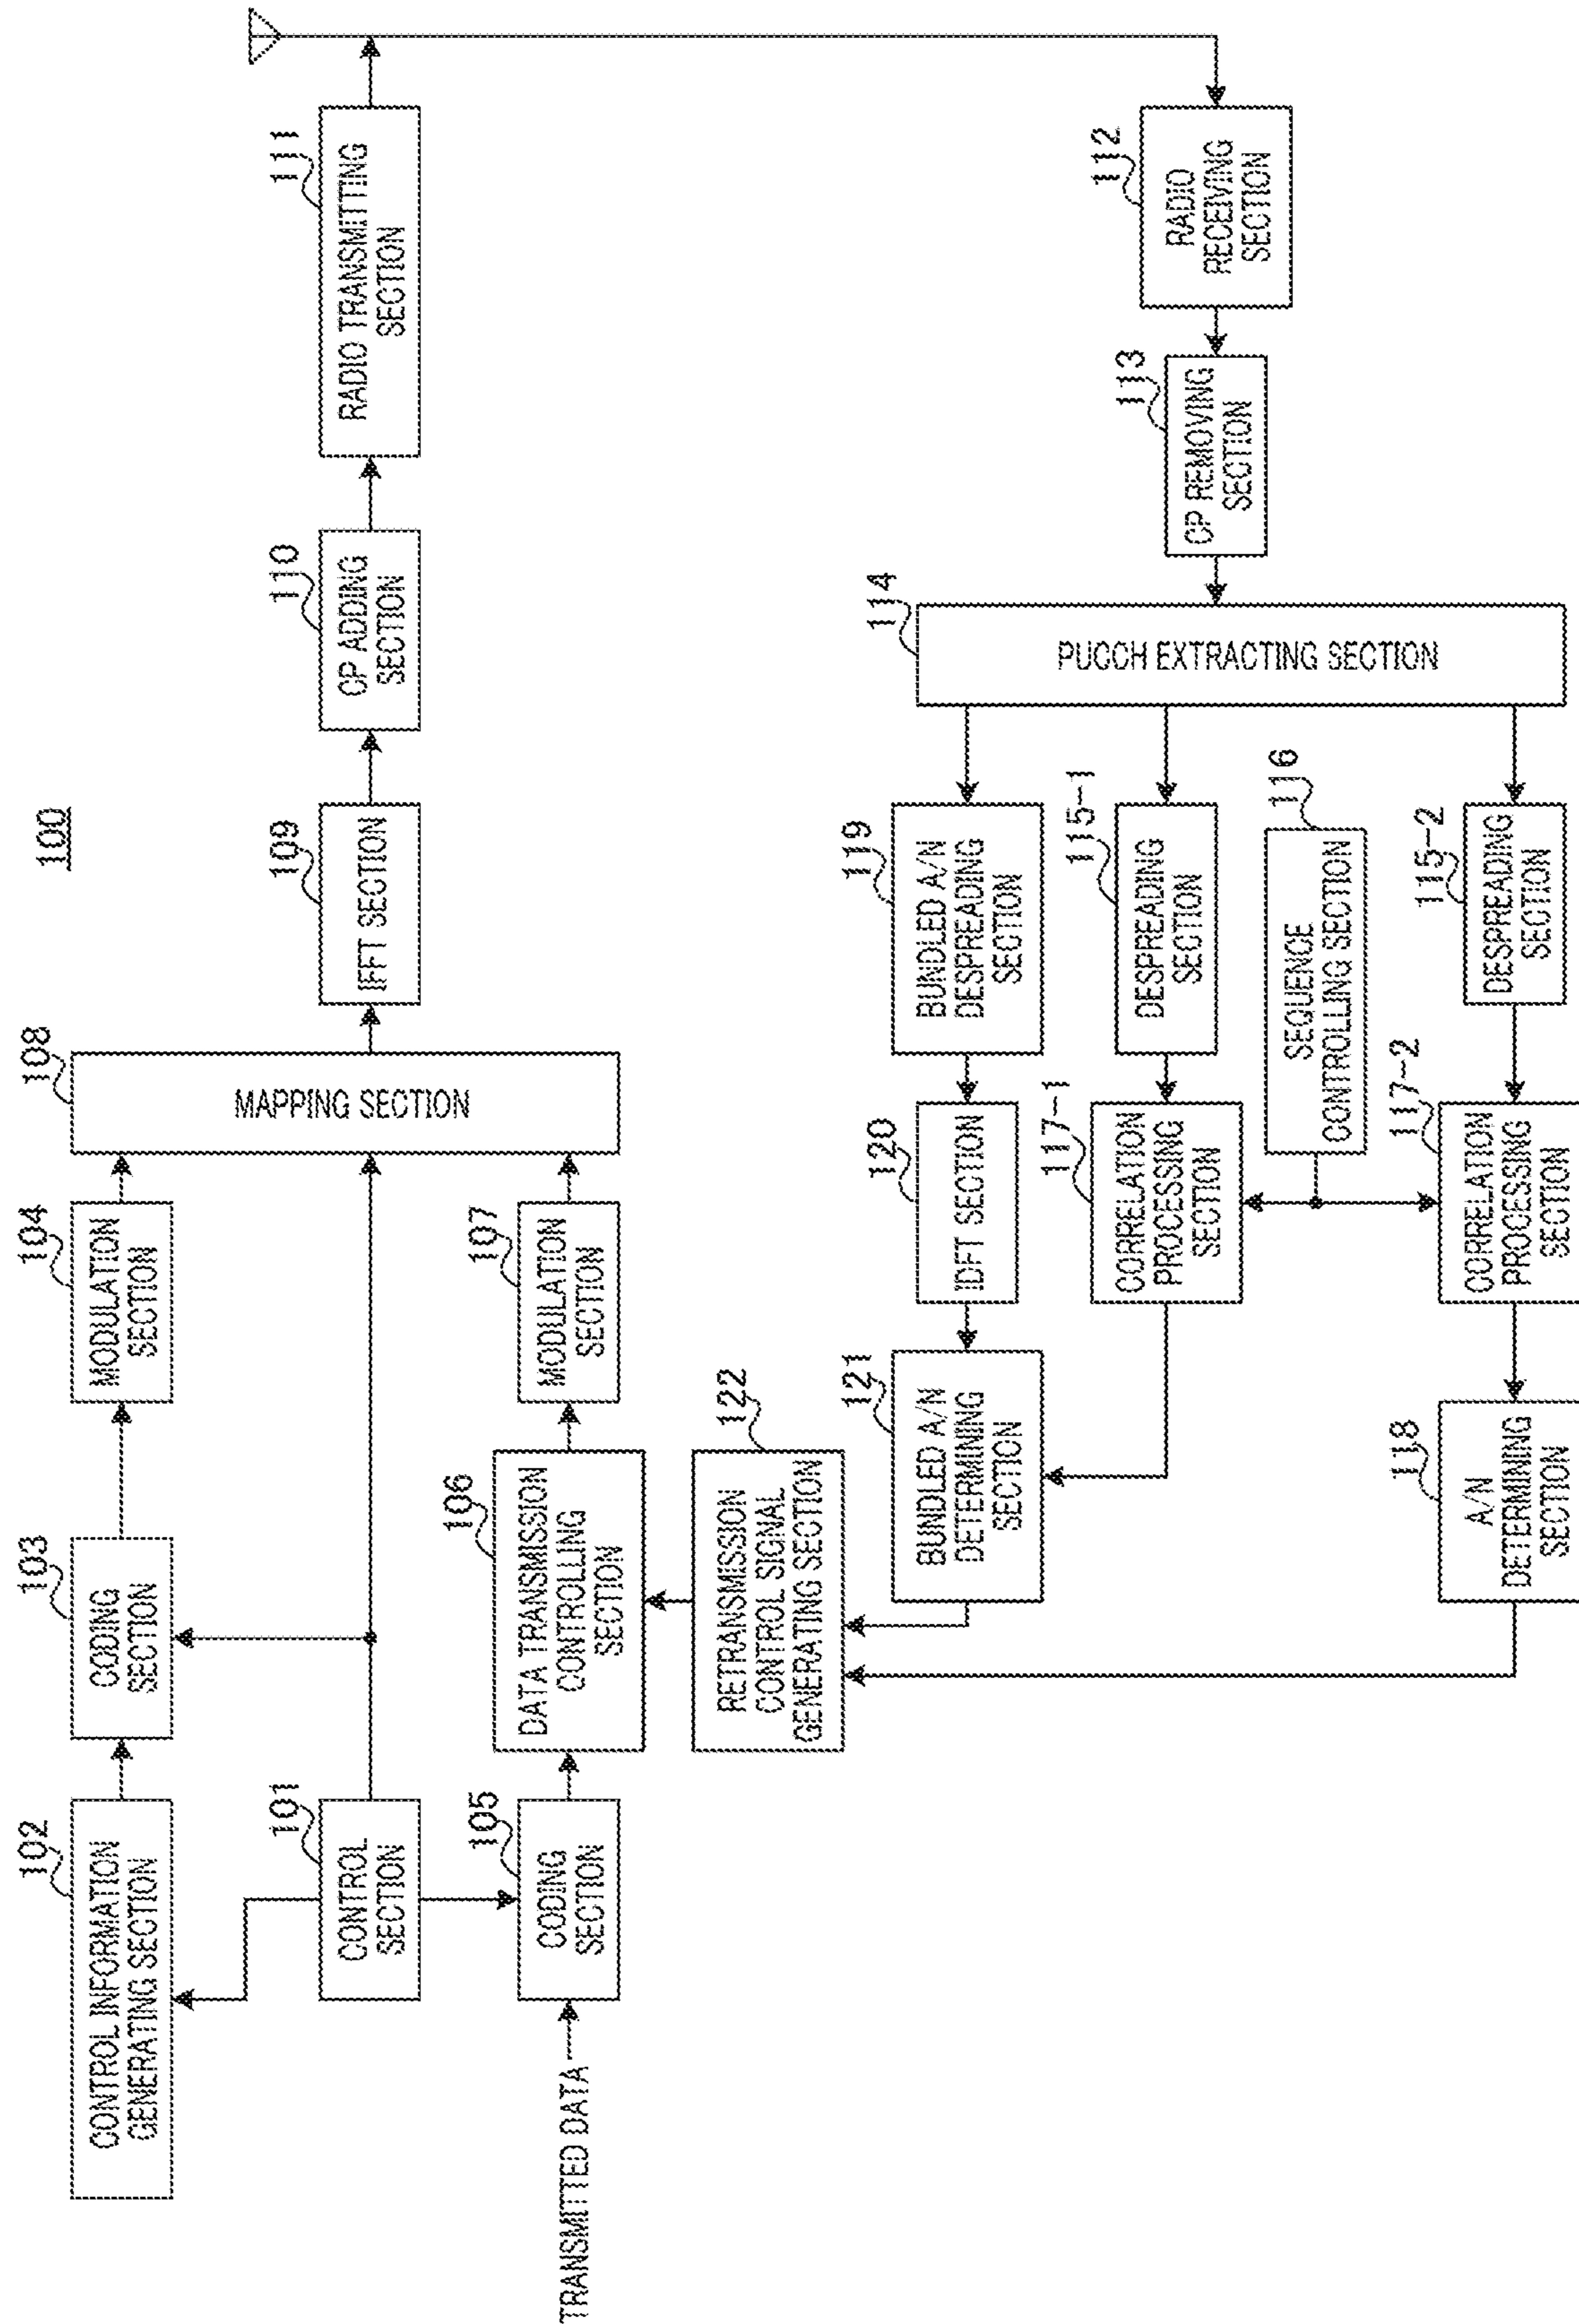 100
102
CONTROL INFORMATION
GENERATING SECTION
103
CODING
SECTION
104
MODULATION
SECTION
108
MAPPING SECTION
109
IFFT SECTION
110
CP ADDING
SECTION
111
RADIO TRANSMITTING
SECTION
101
CONTROL
SECTION
TRANSMITTED DATA
105
CODING
SECTION
106
DATA TRANSMISSION
CONTROLLING
SECTION
107
MODULATION
SECTION
122
RETRANSMISSION
CONTROL SIGNAL
GENERATING SECTION
121
BUNDLED A/N
DETERMINING
SECTION
120
IDFT SECTION
119
BUNDLED A/N
DESPREADING
SECTION
114
PUCCH EXTRACTING SECTION
113
CP REMOVING
SECTION
112
RADIO
RECEIVING
SECTION
117-1
CORRELATION
PROCESSING
SECTION
115-1
DESPREADING
SECTION
116
SEQUENCE
CONTROLLING SECTION
118
A/N
DETERMINING
SECTION
117-2
CORRELATION
PROCESSING
SECTION
115-2
DESPREADING
SECTION